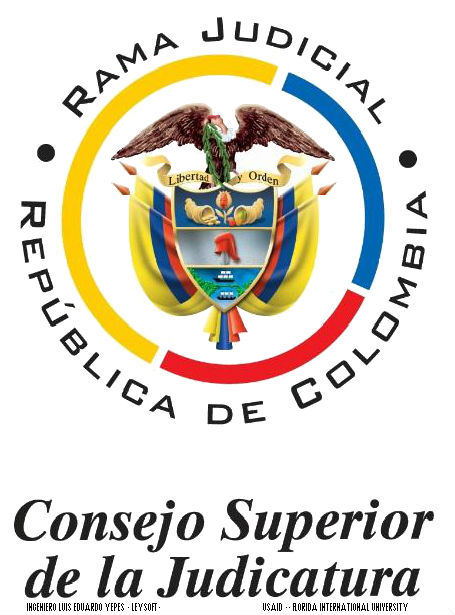 RAMA JUDICIAL
Libertad y Orden
REPÚBLICA DE COLOMBIA
Consejo Superior
de la Judicatura
INGENIERO LUIS EDUARDO YEPES - LEYSOFT - USAID - - FLORIDA INTERNATIONAL UNIVERSITY